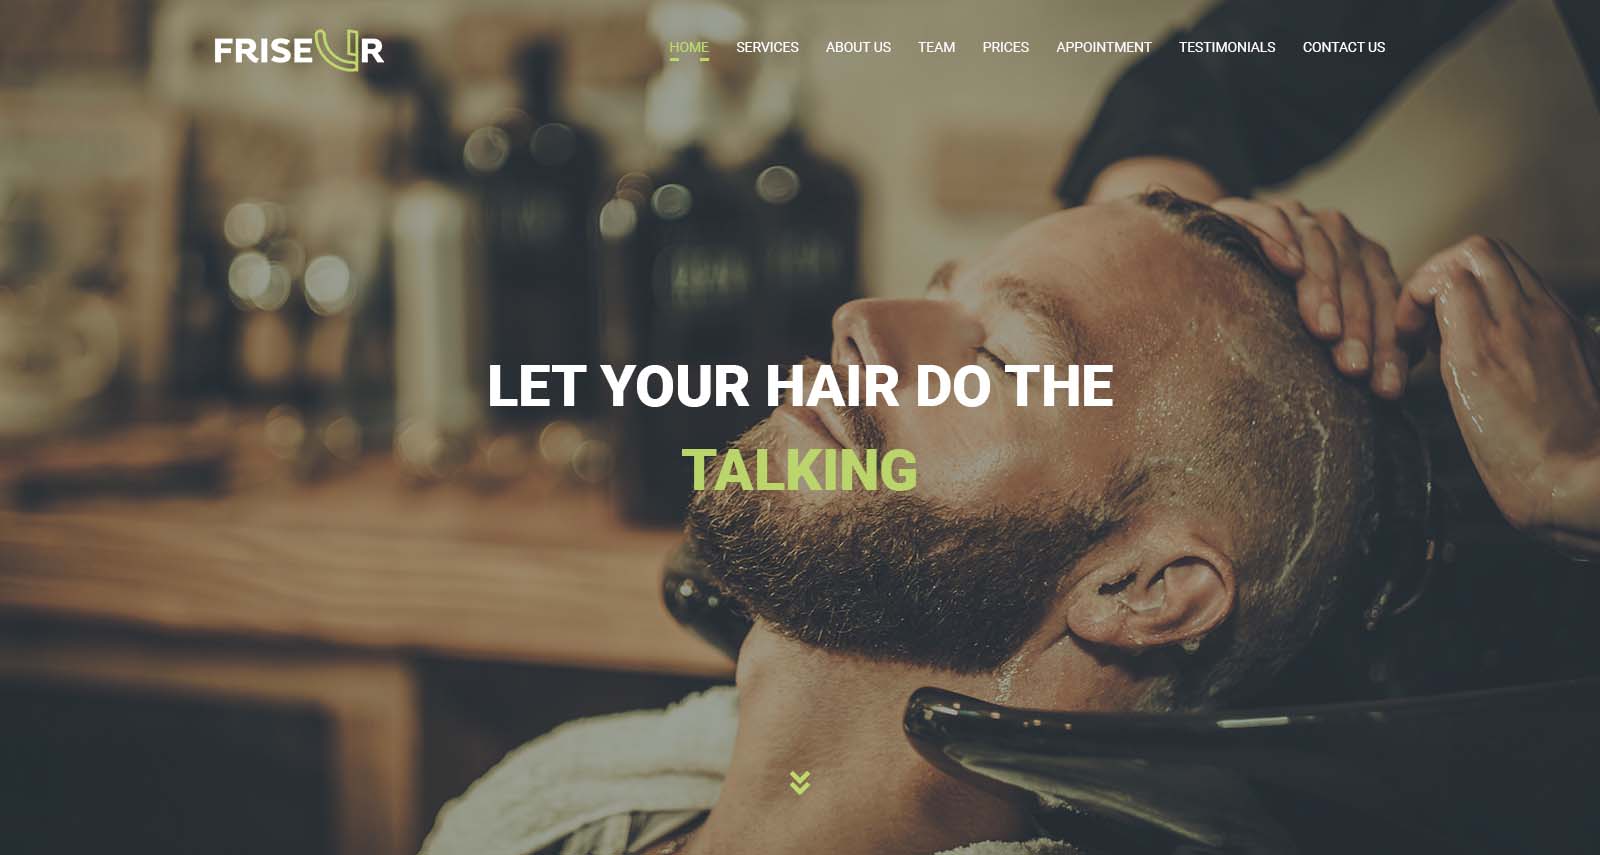 FRISEUR
HOME SERVICES ABOUT US TEAM PRICES APPOINTMENT TESTIMONIALS CONTACT US
LET YOUR HAIR DO THE
TALKING